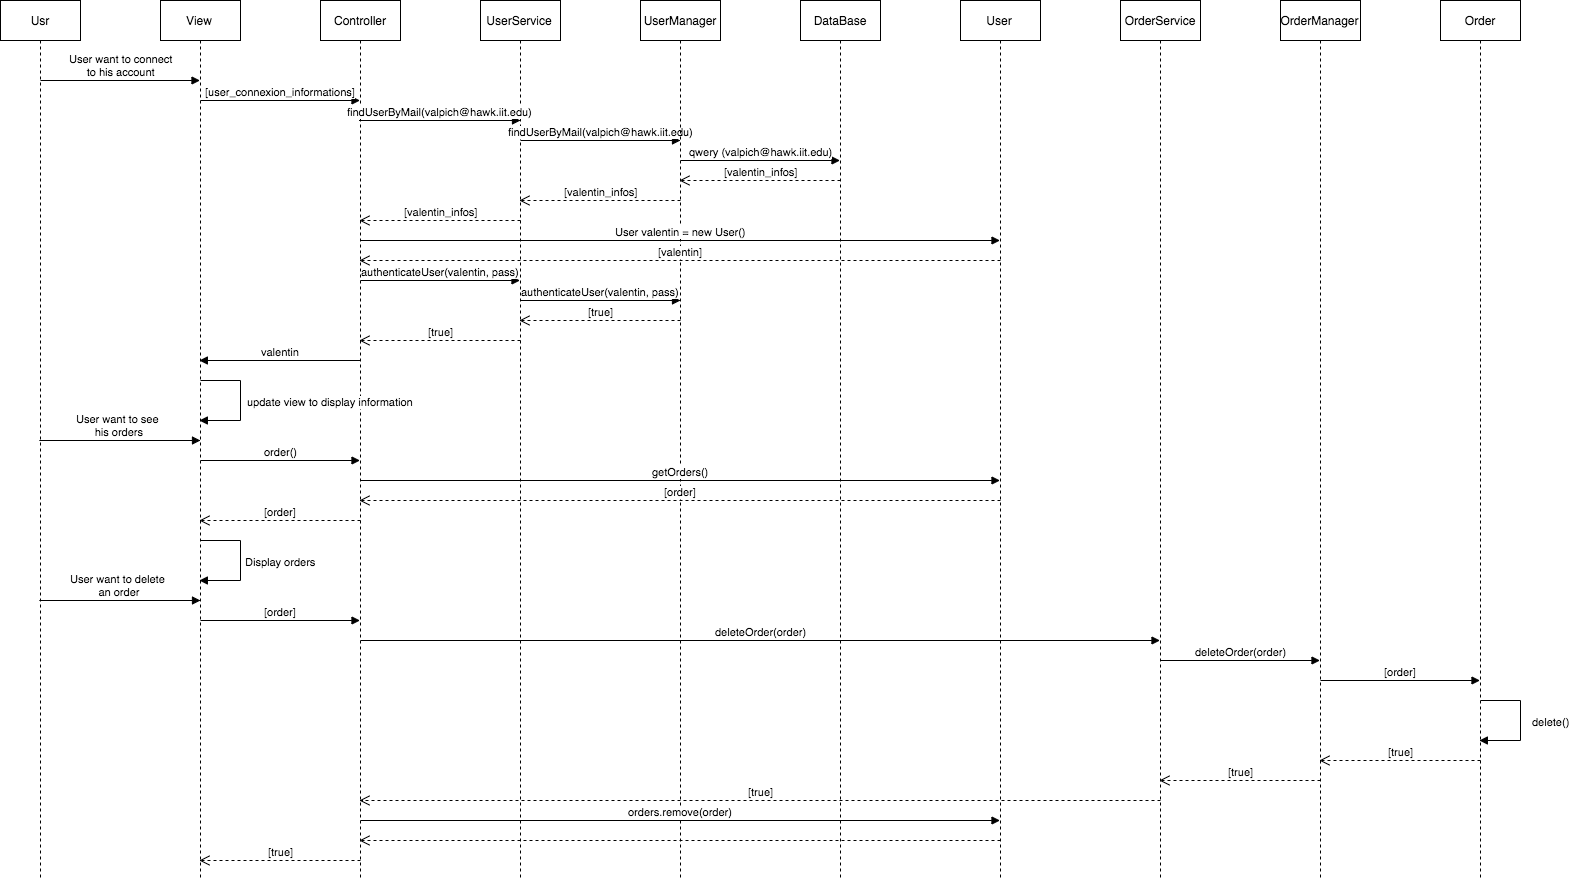 Usr
View
Controller
UserService
UserManager
DataBase
User
OrderService
OrderManager
Order
User want to connect
to his account
[user_connexion_informations]
findUserByMail(valpich@hawk.iit.edu)
findUserByMail(valpich@hawk.iit.edu)
qwery (valpich@hawk.iit.edu)
[valentin_infos]
[valentin_infos]
[valentin_infos]
User valentin = new User()
[valentin]
authenticateUser(valentin, pass)
authenticateUser(valentin, pass)
[true]
[true]
valentin
update view to display information
User want to see
his orders
order()
getOrders()
[order]
[order]
Display orders
User want to delete
an order
[order]
deleteOrder(order)
deleteOrder(order)
[order]
delete()
[true]
[true]
[true]
orders.remove(order)
[true]